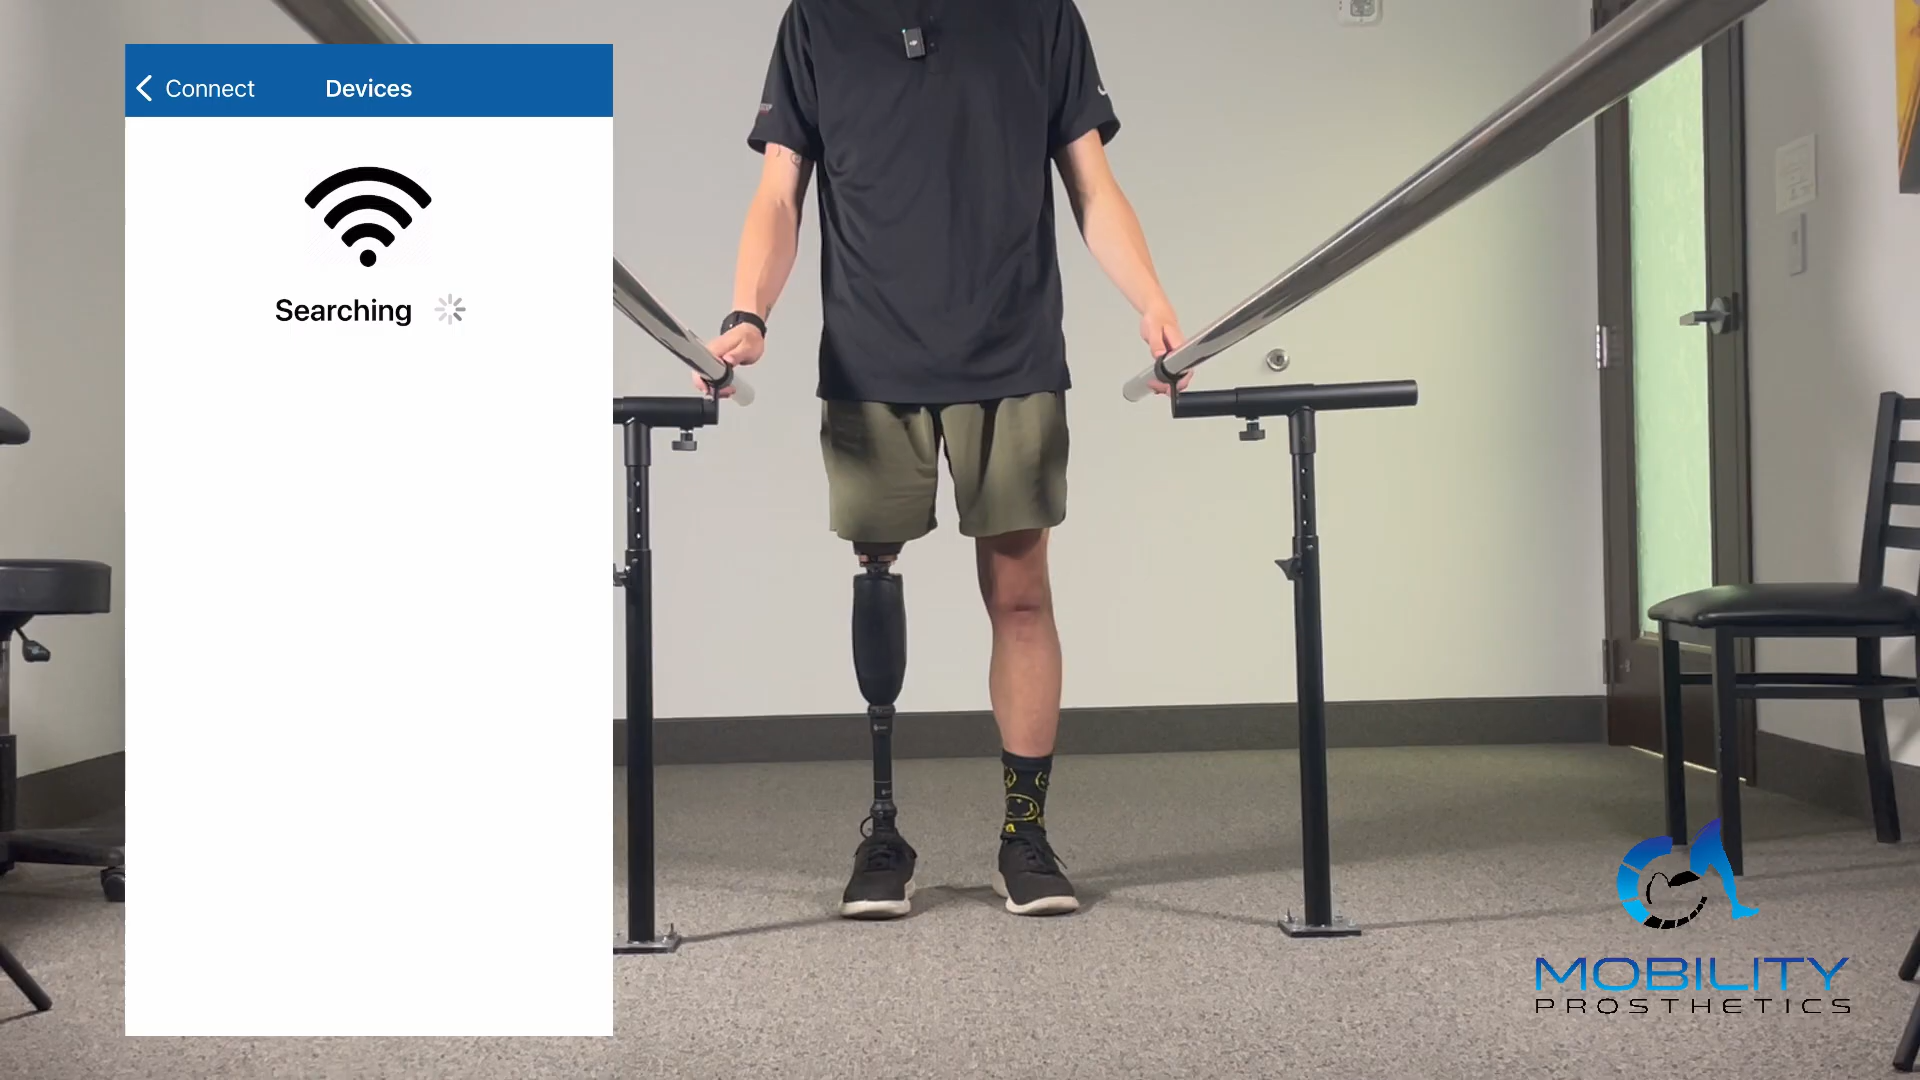 Connect
Devices
Searching
MOBILITY
PROSTHETICS